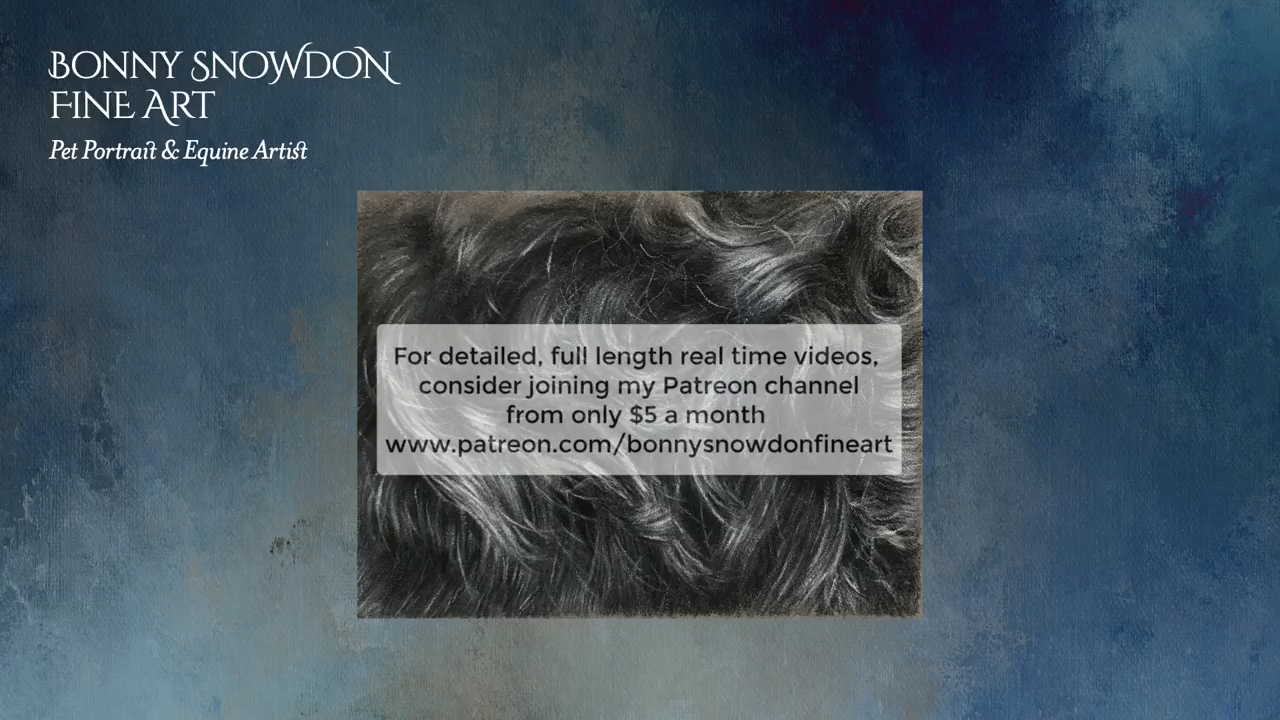 BONNY SNOWDON
FINE ART
Pet Portrait & Equine Artist
For detailed, full length real time videos,
consider joining my Patreon channel
from only $5 a month
www.patreon.com/bonnysnowdonfineart